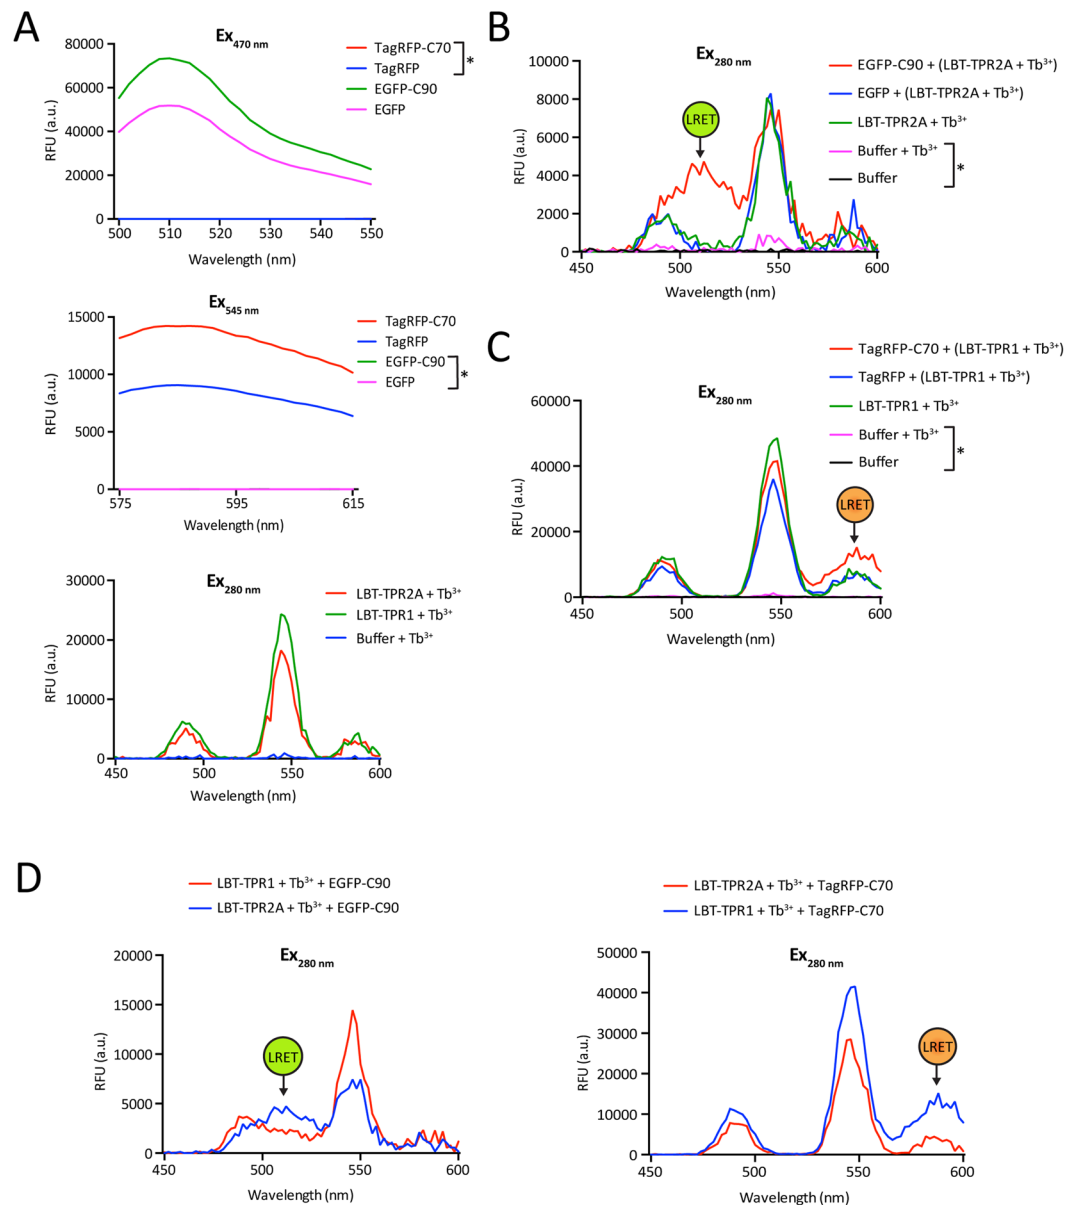 A
Ex470 nm
RFU (a.u.)
80000
60000
40000
20000
0
500 510 520 530 540 550
Wavelength (nm)
TagRFP-C70
TagRFP
*
EGFP-C90
EGFP
Ex545 nm
RFU (a.u.)
15000
10000
5000
0
575 595 615
Wavelength (nm)
TagRFP-C70
TagRFP
EGFP-C90
*
EGFP
Ex280 nm
RFU (a.u.)
30000
20000
10000
0
450 500 550 600
Wavelength (nm)
LBT-TPR2A + Tb³⁺
LBT-TPR1 + Tb³⁺
Buffer + Tb³⁺
B
Ex280 nm
RFU (a.u.)
10000
8000
6000
4000
2000
0
450 500 550 600
Wavelength (nm)
LRET
EGFP-C90 + (LBT-TPR2A + Tb³⁺)
EGFP + (LBT-TPR2A + Tb³⁺)
LBT-TPR2A + Tb³⁺
Buffer + Tb³⁺
*
Buffer
C
Ex280 nm
RFU (a.u.)
60000
40000
20000
0
450 500 550 600
Wavelength (nm)
LRET
TagRFP-C70 + (LBT-TPR1 + Tb³⁺)
TagRFP + (LBT-TPR1 + Tb³⁺)
LBT-TPR1 + Tb³⁺
Buffer + Tb³⁺
*
Buffer
D
LBT-TPR1 + Tb³⁺ + EGFP-C90
LBT-TPR2A + Tb³⁺ + EGFP-C90
Ex280 nm
RFU (a.u.)
20000
15000
10000
5000
0
450 500 550 600
Wavelength (nm)
LRET
LBT-TPR2A + Tb³⁺ + TagRFP-C70
LBT-TPR1 + Tb³⁺ + TagRFP-C70
Ex280 nm
RFU (a.u.)
50000
40000
30000
20000
10000
0
450 500 550 600
Wavelength (nm)
LRET